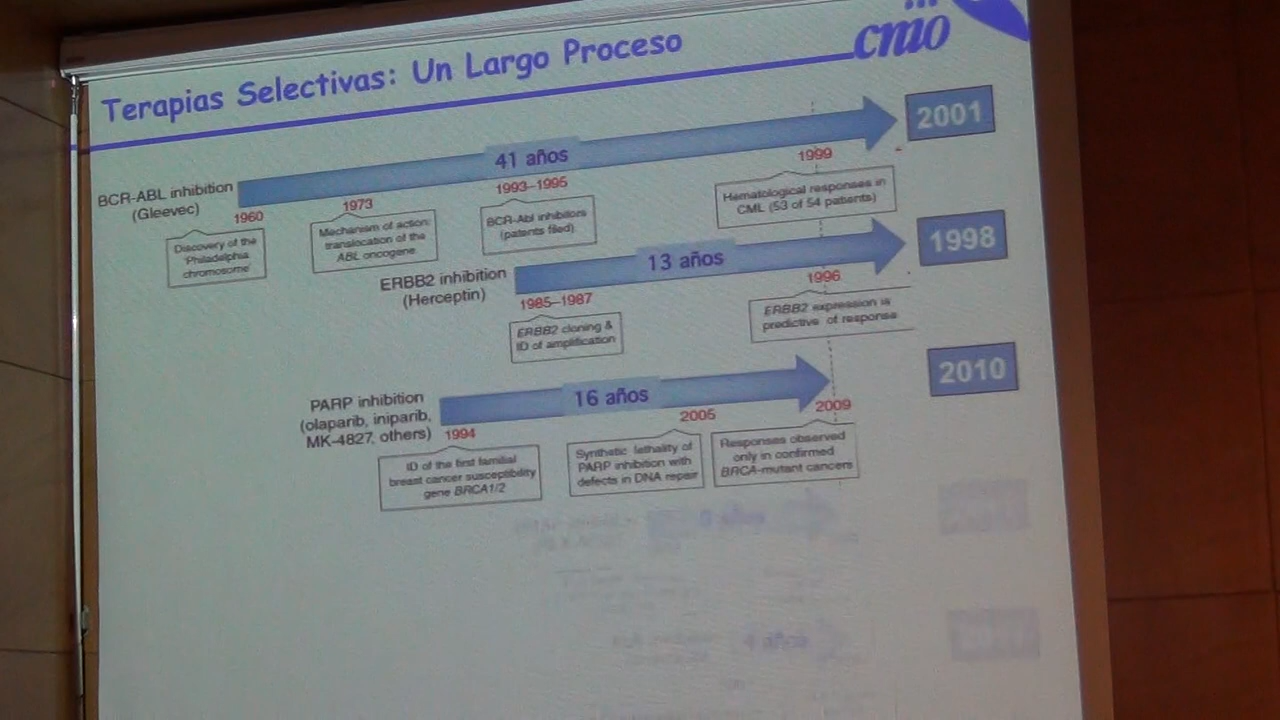 Terapias Selectivas: Un Largo Proceso
cnio
2001
41 años
BCR-ABL inhibition
(Gleevec)
1960
Discovery of the
'Philadelphia
chromosome'
1973
Mechanism of action:
translocation of the
ABL oncogene
1993–1995
BCR-Abl inhibitors
(patents filed)
1999
Hematological responses in
CML (53 of 54 patients)
1998
13 años
ERBB2 inhibition
(Herceptin)
1985–1987
ERBB2 cloning &
ID of amplification
1996
ERBB2 expression is
predictive of response
2010
16 años
PARP inhibition
(olaparib, iniparib,
MK-4827, others)
1994
ID of the first familial
breast cancer susceptibility
gene BRCA1/2
2005
Synthetic lethality of
PARP inhibition with
defects in DNA repair
2009
Responses observed
only in confirmed
BRCA-mutant cancers
años
4 años